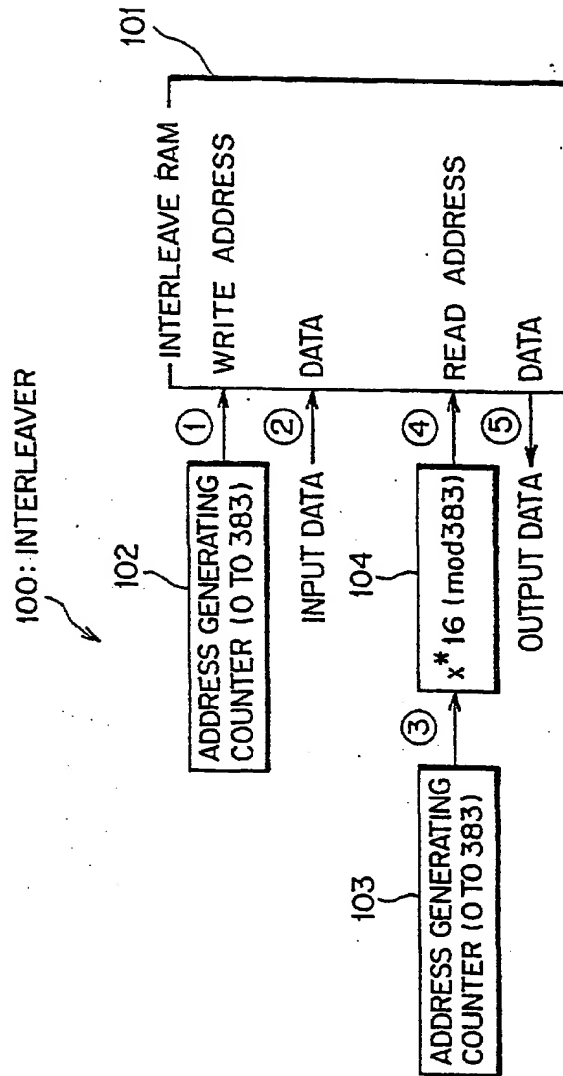 100: INTERLEAVER
101
INTERLEAVE RAM
102
ADDRESS GENERATING
COUNTER (0 TO 383)
①
WRITE ADDRESS
INPUT DATA
②
DATA
103
ADDRESS GENERATING
COUNTER (0 TO 383)
③
104
x*16 (mod383)
④
READ ADDRESS
OUTPUT DATA
⑤
DATA